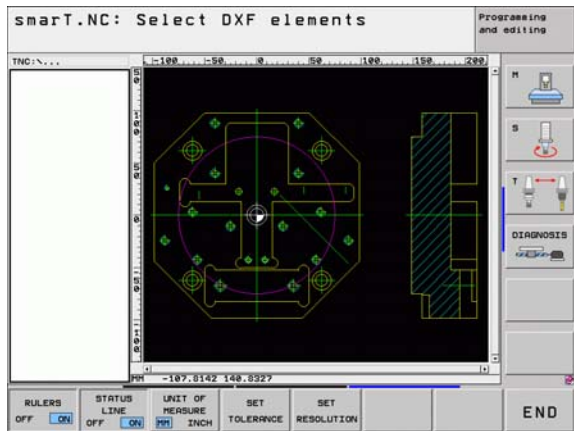 smarT.NC: Select DXF elements
Programming
and editing
TNC:\...
-100 -50 0 50 100 150 200
M
S
T
DIAGNOSIS
MM -107.8142 140.8327
RULERS
OFF ON
STATUS
LINE
OFF ON
UNIT OF
MEASURE
MM INCH
SET
TOLERANCE
SET
RESOLUTION
END